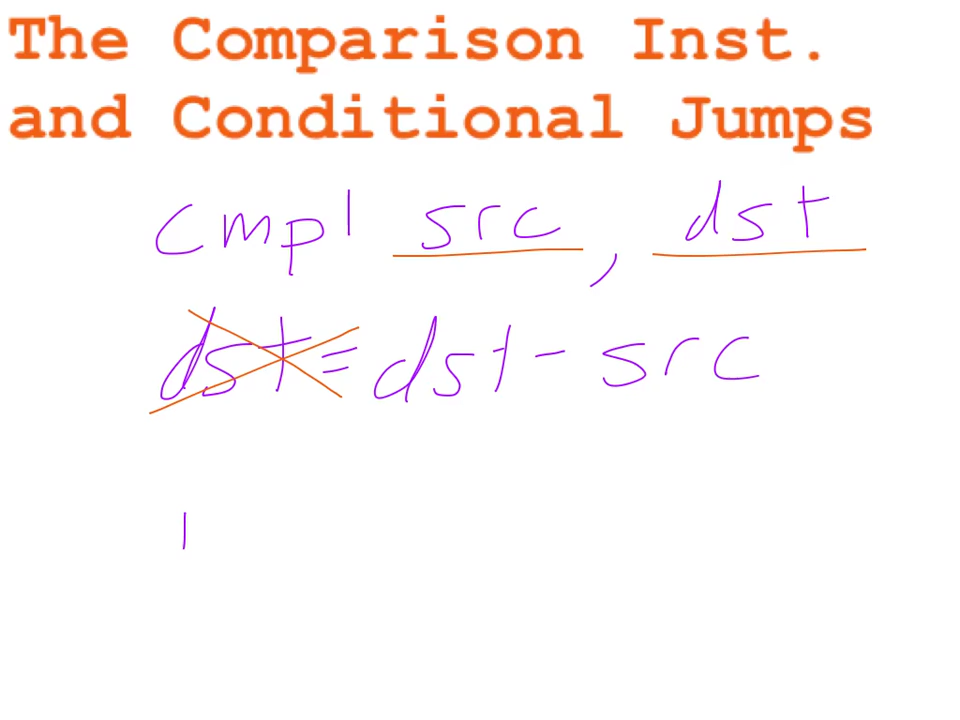 The Comparison Inst.
and Conditional Jumps
cmpl src, dst
dst = dst - src